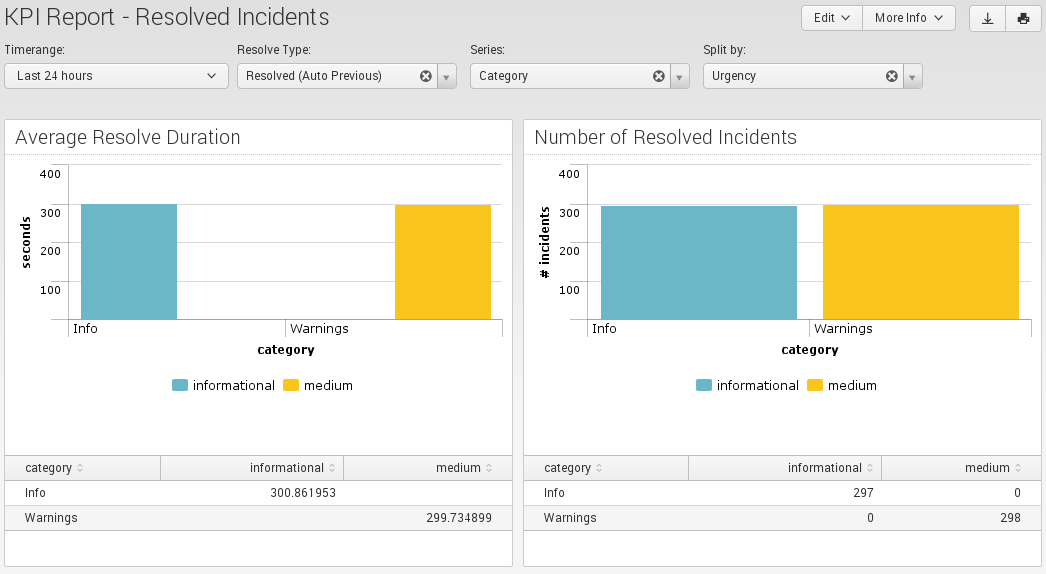 KPI Report - Resolved Incidents
Edit More Info
Timerange: Resolve Type: Series: Split by:
Last 24 hours Resolved (Auto Previous) Category Urgency
Average Resolve Duration
400
300
200
100
seconds
Info Warnings
category
informational medium
category informational medium
Info 300.861953
Warnings 299.734899
Number of Resolved Incidents
400
300
200
100
# incidents
Info Warnings
category
informational medium
category informational medium
Info 297 0
Warnings 0 298